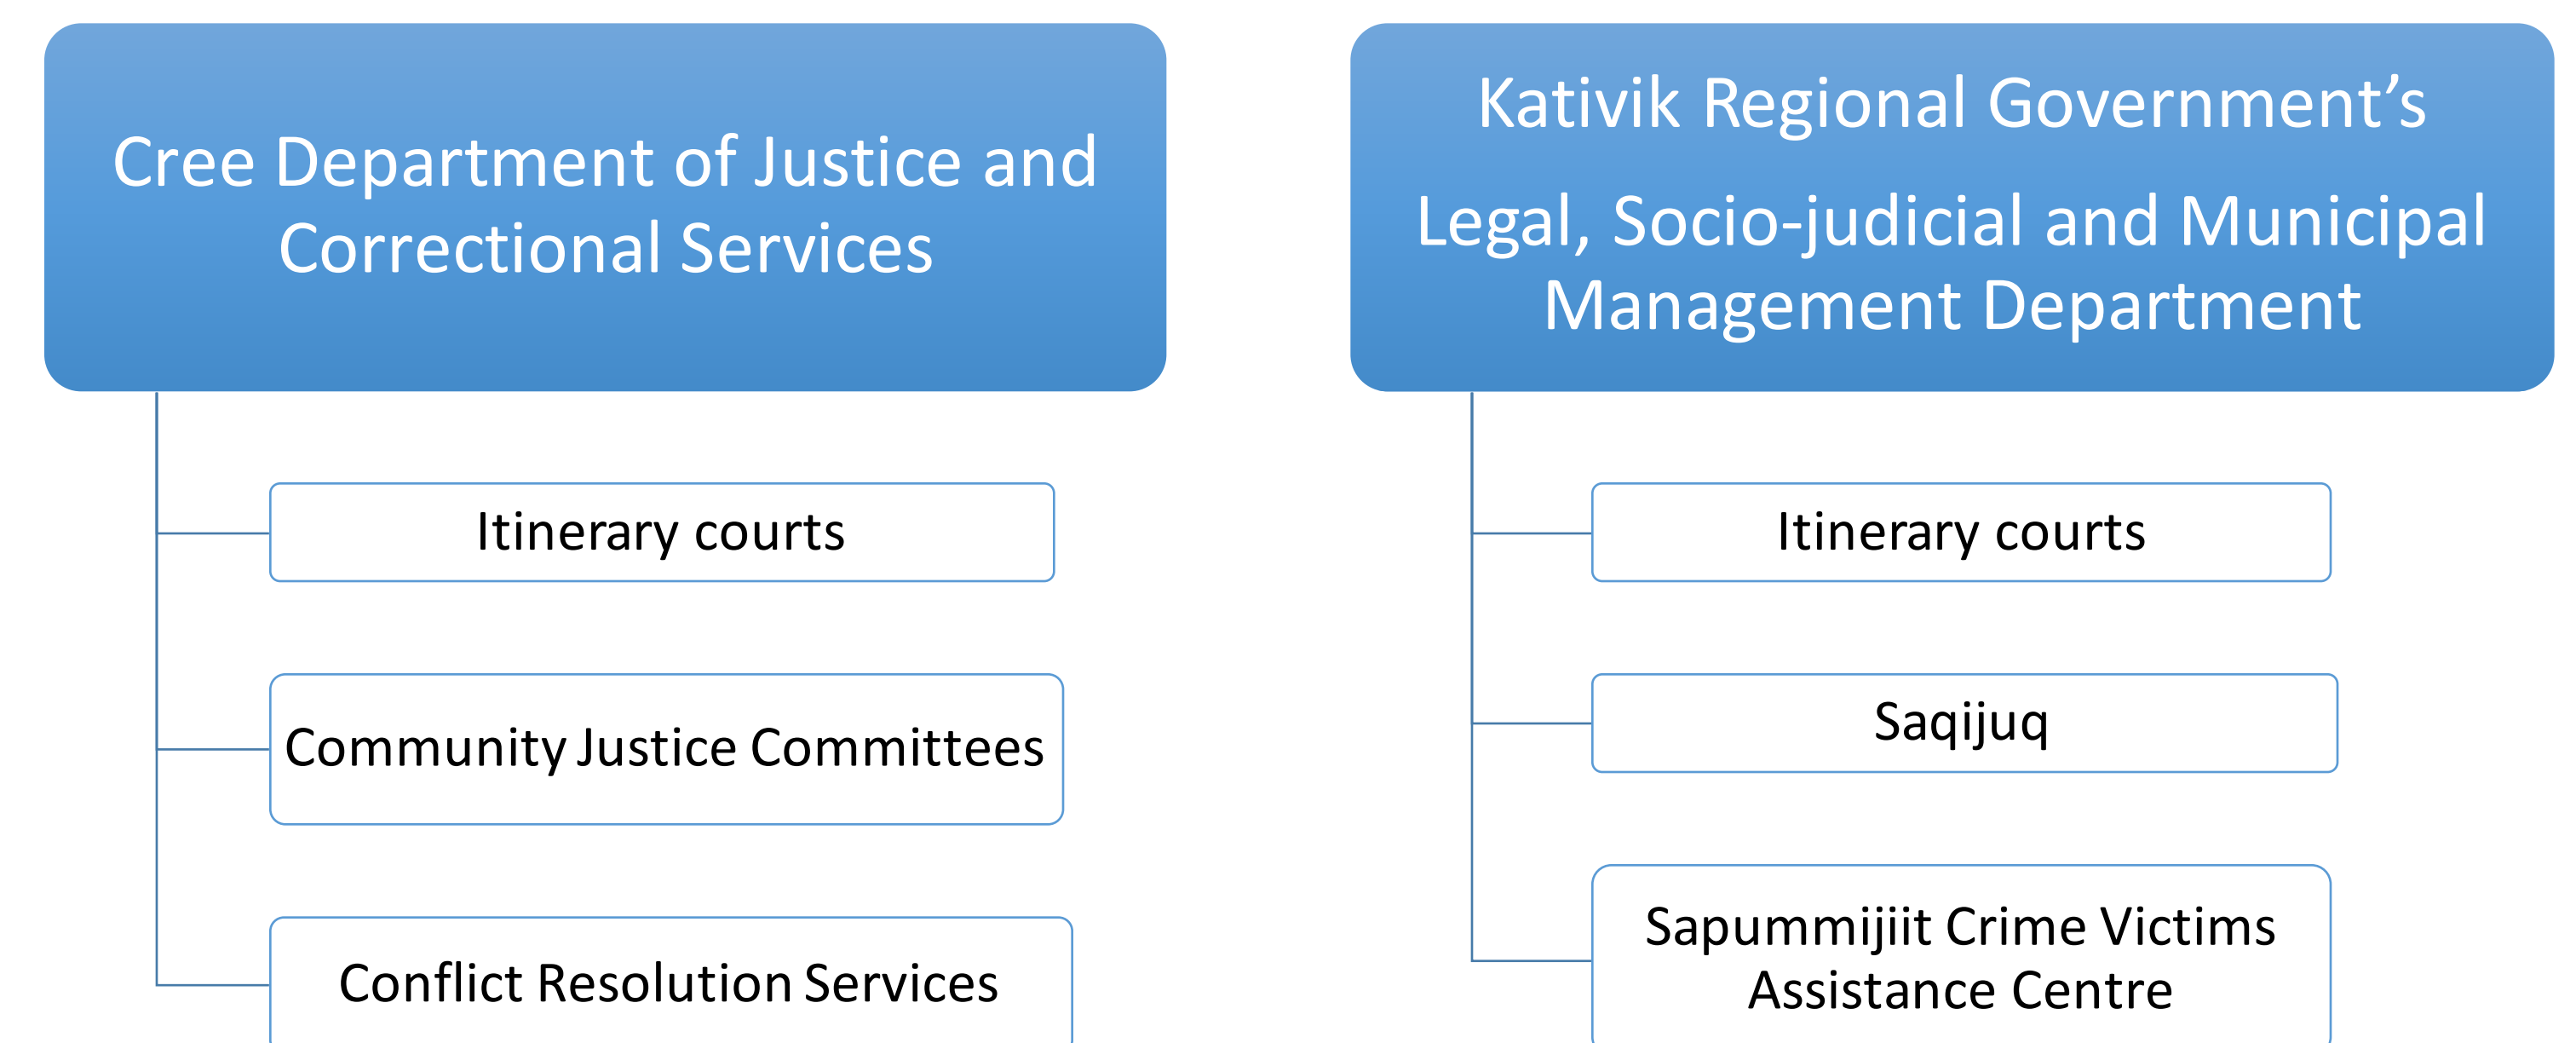 Cree Department of Justice and
Correctional Services
Itinerary courts
Community Justice Committees
Conflict Resolution Services
Kativik Regional Government’s
Legal, Socio-judicial and Municipal
Management Department
Itinerary courts
Saqijuq
Sapummijiit Crime Victims
Assistance Centre